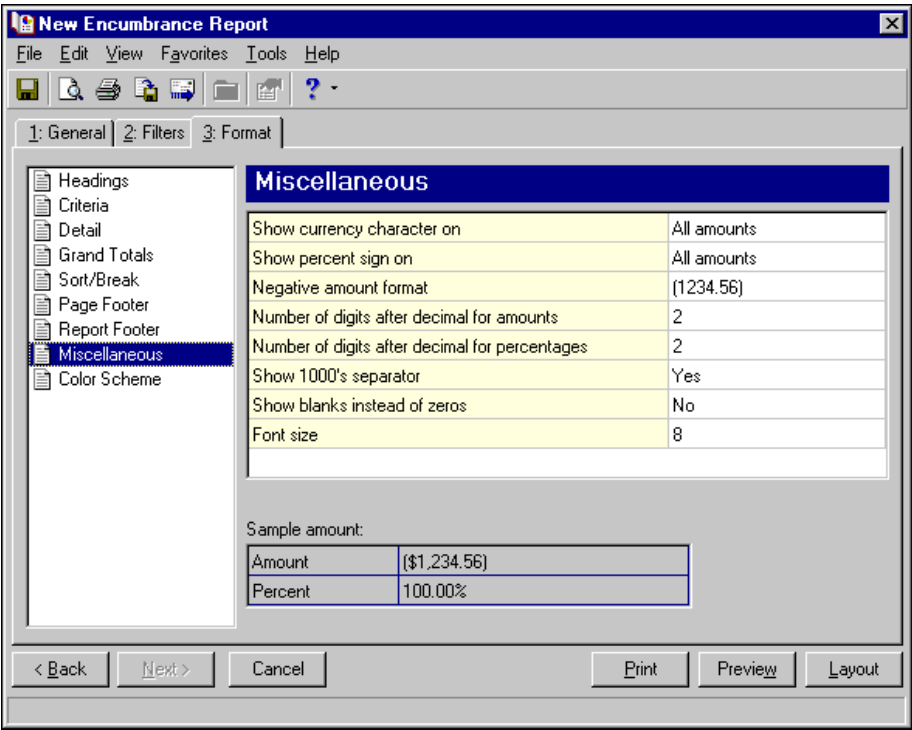 New Encumbrance Report
File Edit View Favorites Tools Help
?
1: General 2: Filters 3: Format
Headings
Criteria
Detail
Grand Totals
Sort/Break
Page Footer
Report Footer
Miscellaneous
Color Scheme
Miscellaneous
Show currency character on All amounts
Show percent sign on All amounts
Negative amount format (1234.56)
Number of digits after decimal for amounts 2
Number of digits after decimal for percentages 2
Show 1000's separator Yes
Show blanks instead of zeros No
Font size 8
Sample amount:
Amount ($1,234.56)
Percent 100.00%
< Back Next > Cancel Print Preview Layout